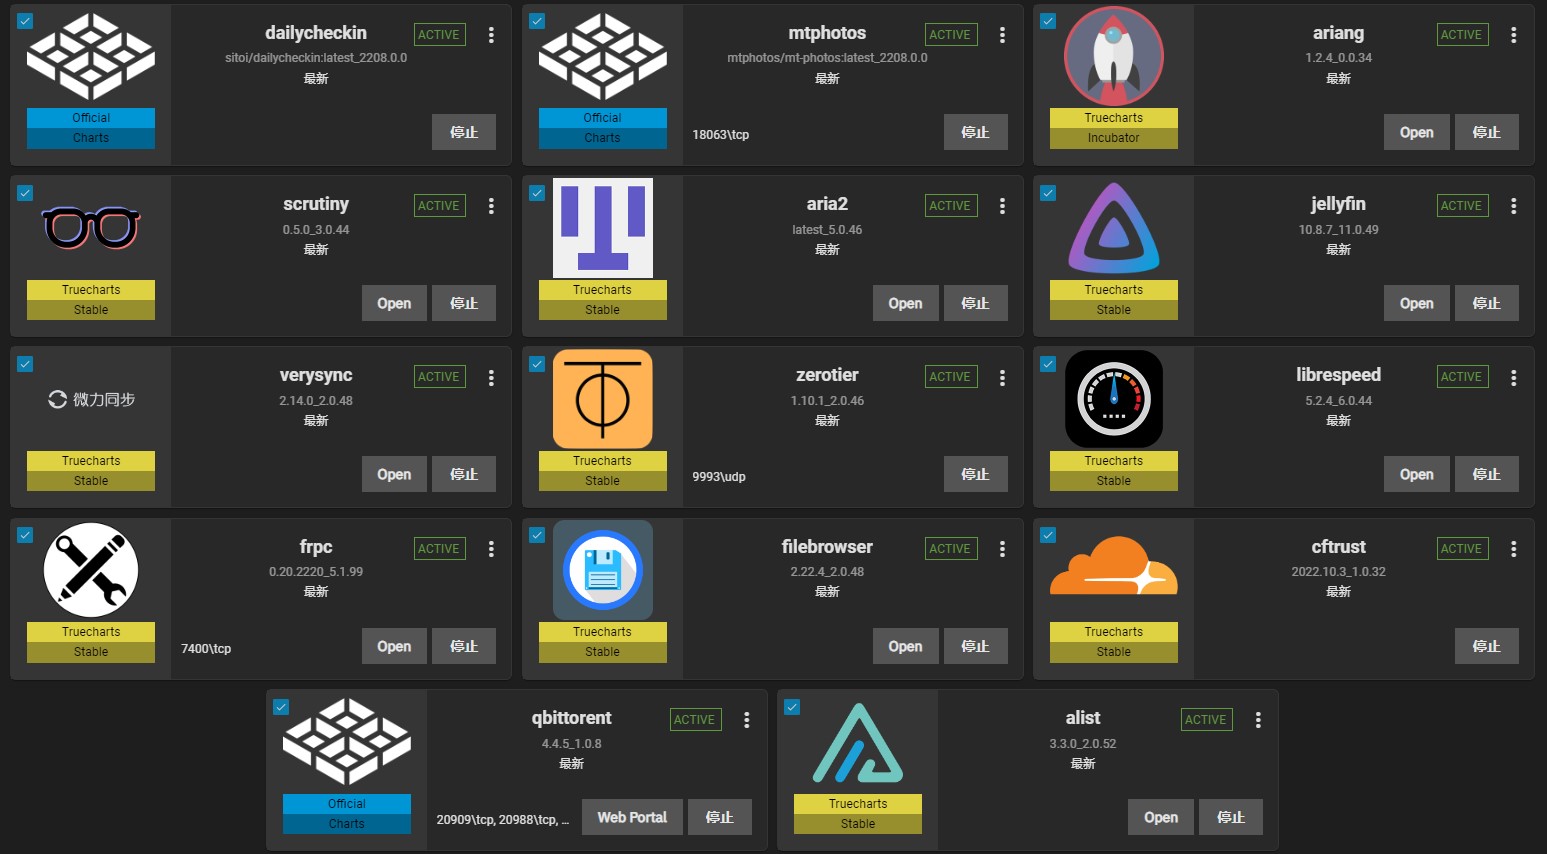 dailycheckin
ACTIVE
sitoi/dailycheckin:latest_2208.0.0
最新
Official
Charts
停止
mtphotos
ACTIVE
mtphotos/mt-photos:latest_2208.0.0
最新
Official
Charts
18063\tcp
停止
ariang
ACTIVE
1.2.4_0.0.34
最新
Truecharts
Incubator
Open
停止
scrutiny
ACTIVE
0.5.0_3.0.44
最新
Truecharts
Stable
Open
停止
aria2
ACTIVE
latest_5.0.46
最新
Truecharts
Stable
Open
停止
jellyfin
ACTIVE
10.8.7_11.0.49
最新
Truecharts
Stable
Open
停止
微力同步
verysync
ACTIVE
2.14.0_2.0.48
最新
Truecharts
Stable
Open
停止
zerotier
ACTIVE
1.10.1_2.0.46
最新
Truecharts
Stable
9993\udp
停止
librespeed
ACTIVE
5.2.4_6.0.44
最新
Truecharts
Stable
Open
停止
frpc
ACTIVE
0.20.2220_5.1.99
最新
Truecharts
Stable
7400\tcp
Open
停止
filebrowser
ACTIVE
2.22.4_2.0.48
最新
Truecharts
Stable
Open
停止
cftrust
ACTIVE
2022.10.3_1.0.32
最新
Truecharts
Stable
停止
qbittorent
ACTIVE
4.4.5_1.0.8
最新
Official
Charts
20909\tcp, 20988\tcp, ...
Web Portal
停止
alist
ACTIVE
3.3.0_2.0.52
最新
Truecharts
Stable
Open
停止